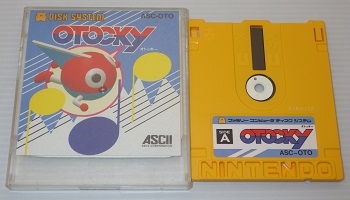 DISK SYSTEM
ASC-OTO
OTOCKY
オトッキー
ASCII
ファミリー コンピュータ ディスク システム
SIDE
A
OTOCKY
ASC-OTO
NINTENDO